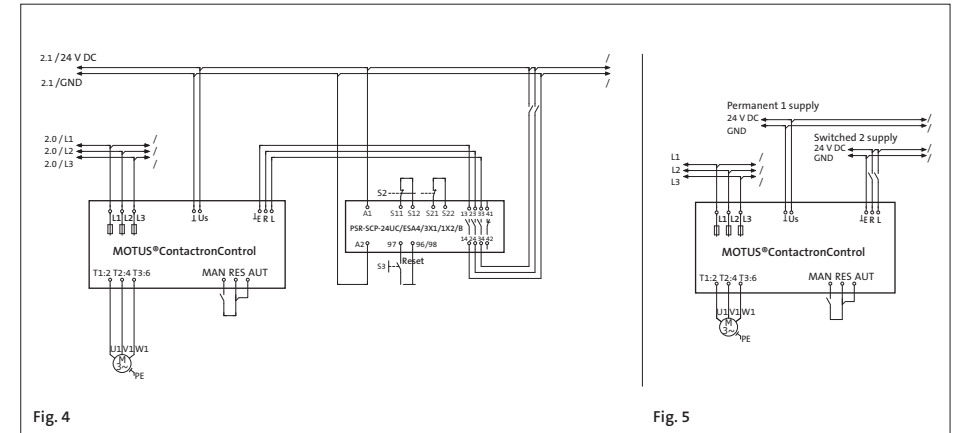 2.1 /24 V DC
/
2.1 /GND
/
2.0 / L1
/
2.0 / L2
/
2.0 / L3
/
L1 L2 L3
⊥ Us
⊥E R L
MOTUS®ContactronControl
T1:2 T2:4 T3:6
MAN RES AUT
U1 V1 W1
M
3~
PE
S2
A1 S11 S12 S21 S22 13 23 33 41
PSR-SCP-24UC/ESA4/3X1/1X2/B
A2 97 96/98 14 24 34 42
S3
Reset
Fig. 4
Permanent 1 supply
24 V DC
/
GND
/
Switched 2 supply
24 V DC
/
GND
/
L1
/
L2
/
L3
/
L1 L2 L3
⊥Us
⊥E R L
MOTUS®ContactronControl
T1:2 T2:4 T3:6
MAN RES AUT
U1 V1 W1
M
3~
PE
Fig. 5